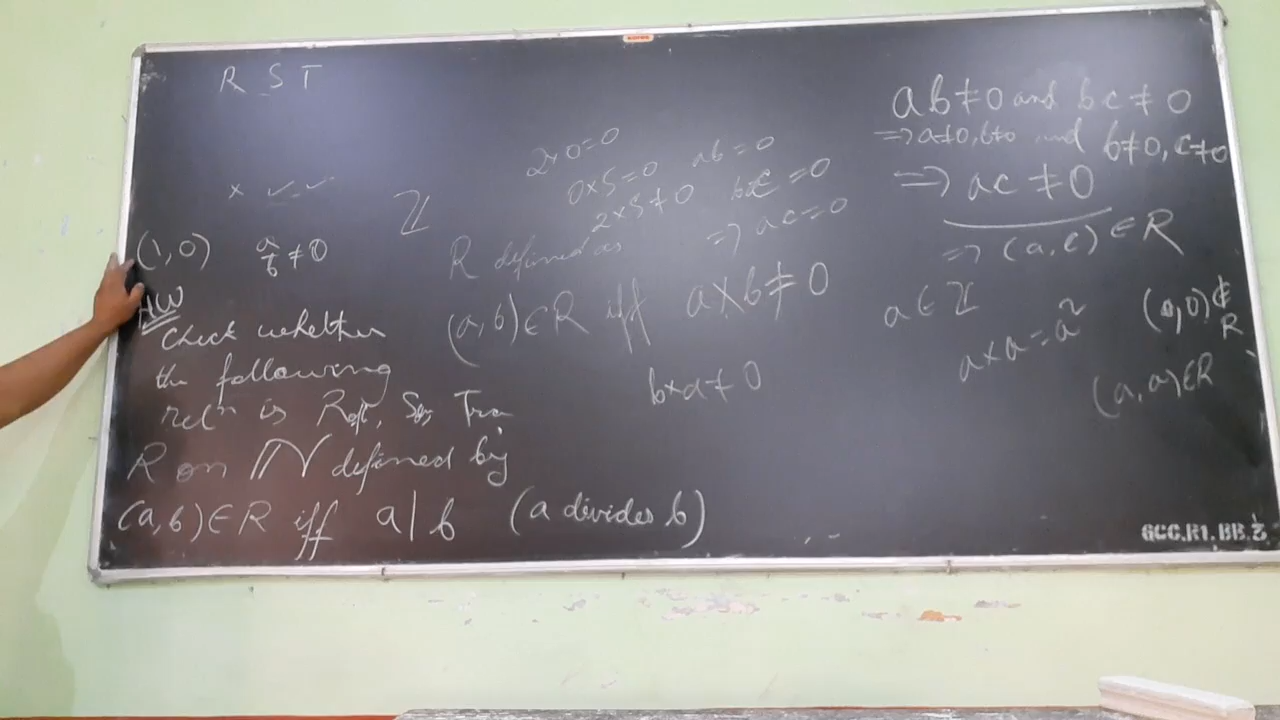 R S T
× ✓ ✓
ℤ
2×0=0
0×5=0
2×5≠0
ab=0
bc=0
⇒ ac=0
ab≠0 and bc≠0
⇒ a≠0, b≠0 and b≠0, c≠0
⇒ ac≠0
⇒ (a,c)∈R
(1,0) a/b ≠0
R defined as
(a,b)∈R iff a×b≠0
b×a≠0
a∈ℤ
a×a=a²
(0,0)∉R
(a,a)∈R
HW
Check whether
the following
relⁿ is Ref, Sy, Tra
R on ℕ defined by
(a,b)∈R iff a|b (a divides b)
GCC.R1.BB.2